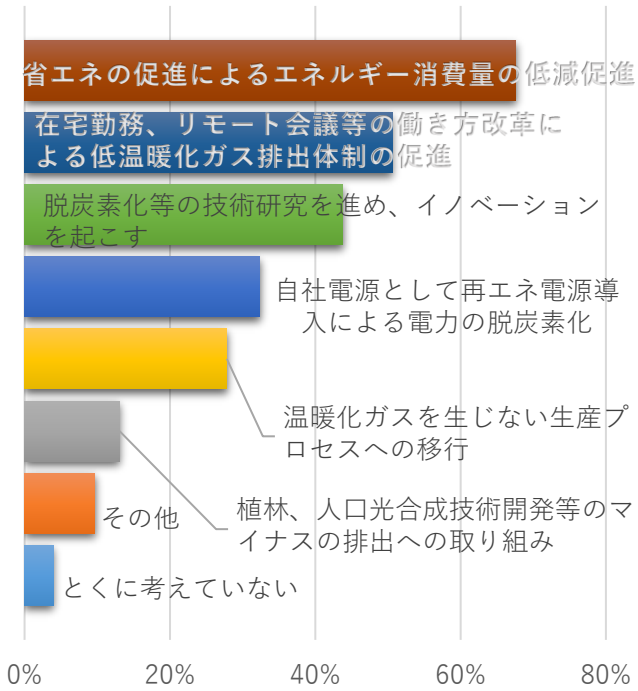 省エネの促進によるエネルギー消費量の低減促進
在宅勤務、リモート会議等の働き方改革に
よる低温暖化ガス排出体制の促進
脱炭素化等の技術研究を進め、イノベーション
を起こす
自社電源として再エネ電源導
入による電力の脱炭素化
温暖化ガスを生じない生産プ
ロセスへの移行
植林、人口光合成技術開発等のマ
イナスの排出への取り組み
その他
とくに考えていない
0% 20% 40% 60% 80%